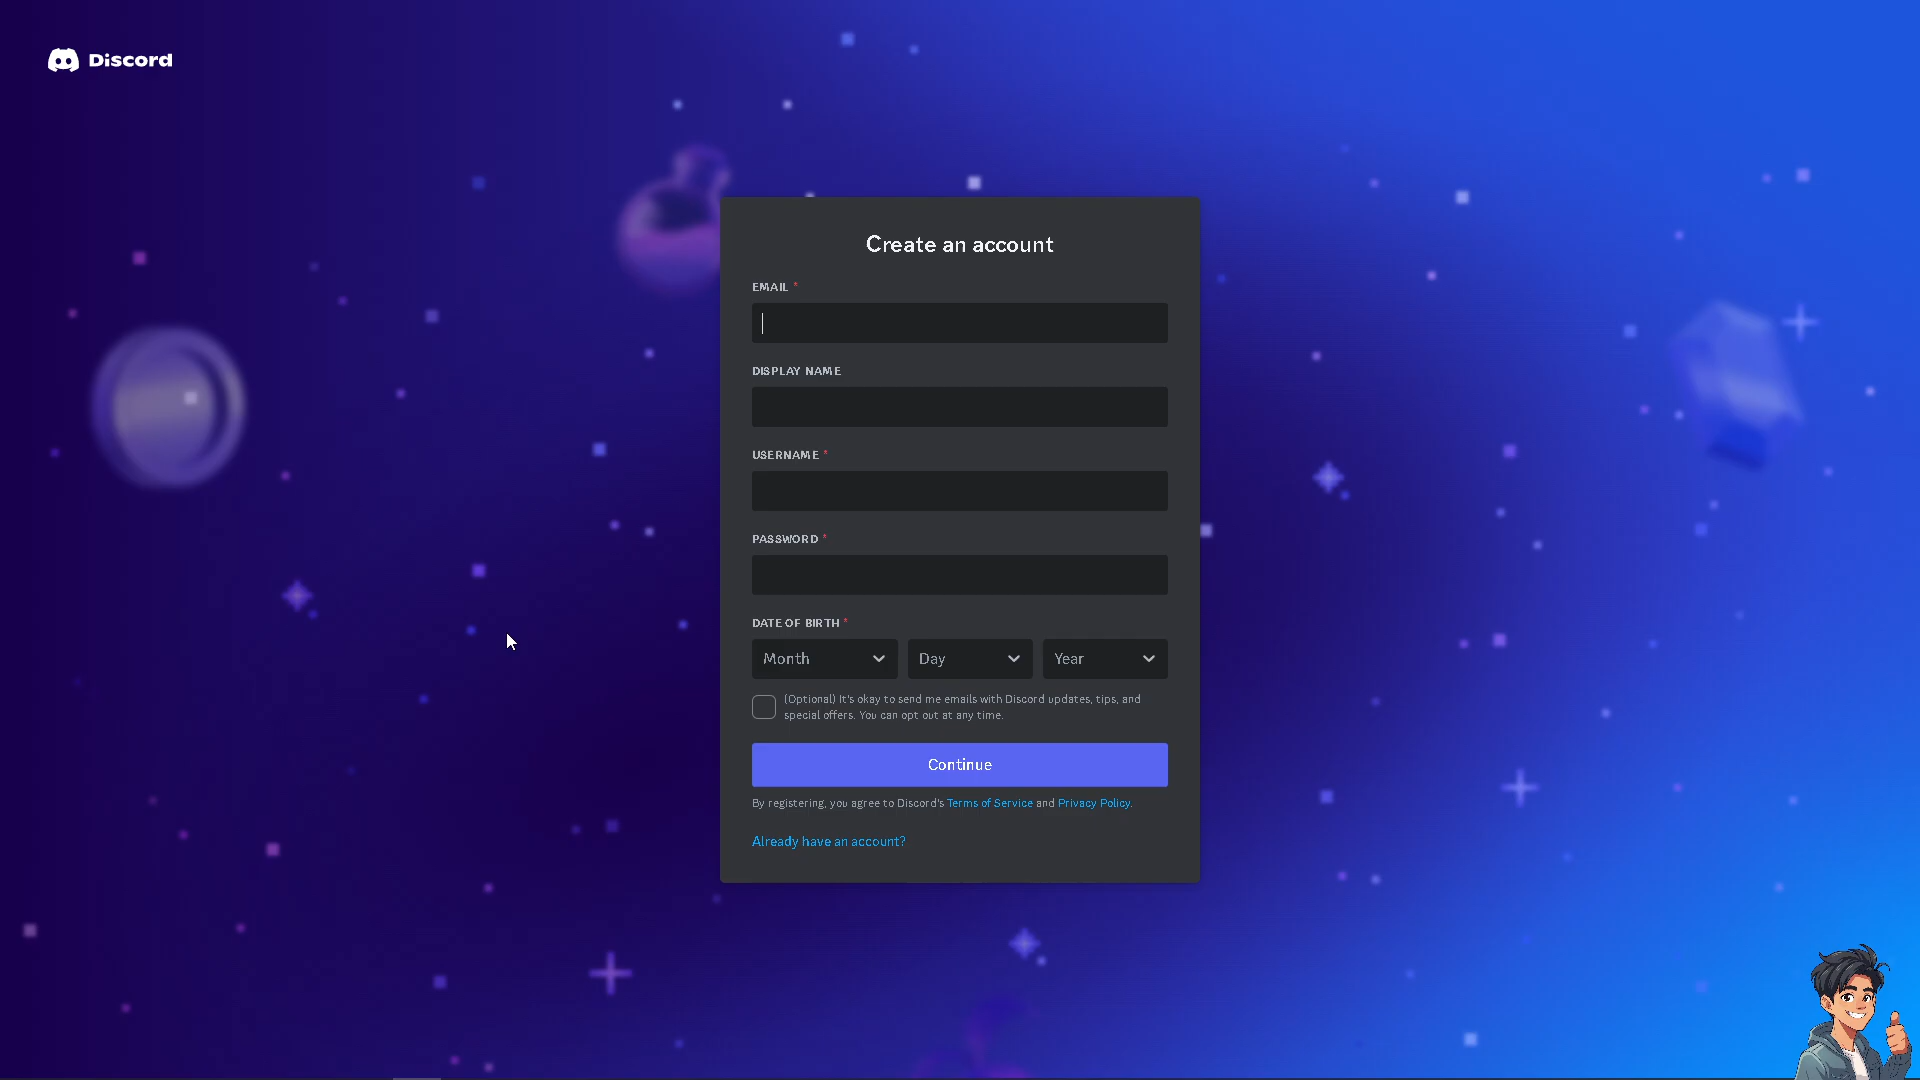 Discord
Create an account
EMAIL *
DISPLAY NAME
USERNAME *
PASSWORD *
DATE OF BIRTH *
Month Day Year
(Optional) It's okay to send me emails with Discord updates, tips, and
special offers. You can opt out at any time.
Continue
By registering, you agree to Discord's Terms of Service and Privacy Policy.
Already have an account?